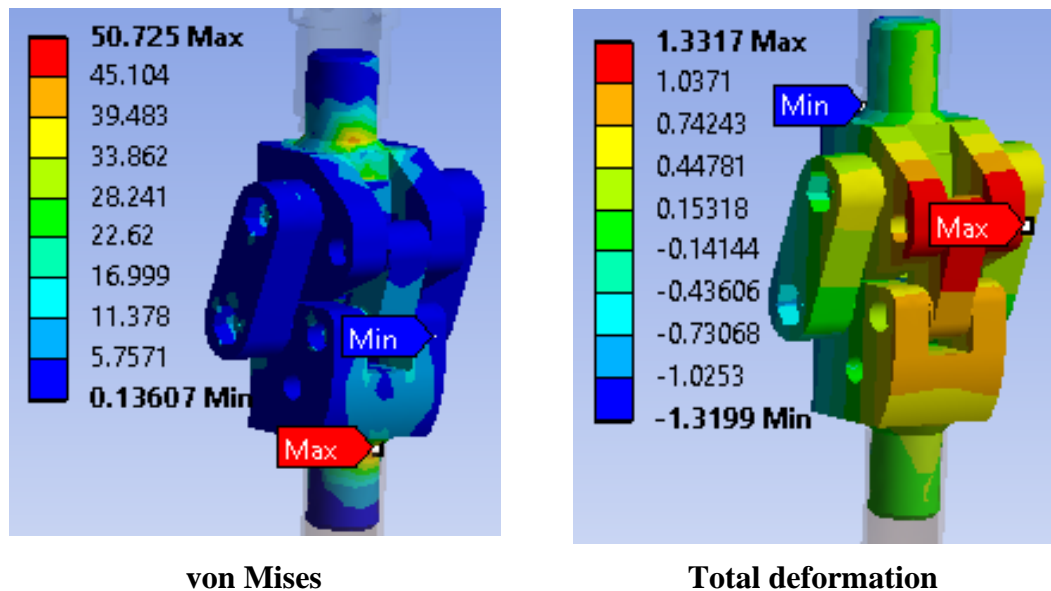 50.725 Max
45.104
39.483
33.862
28.241
22.62
16.999
11.378
5.7571
0.13607 Min
Min
Max
1.3317 Max
1.0371
0.74243
0.44781
0.15318
-0.14144
-0.43606
-0.73068
-1.0253
-1.3199 Min
Min
Max
von Mises
Total deformation